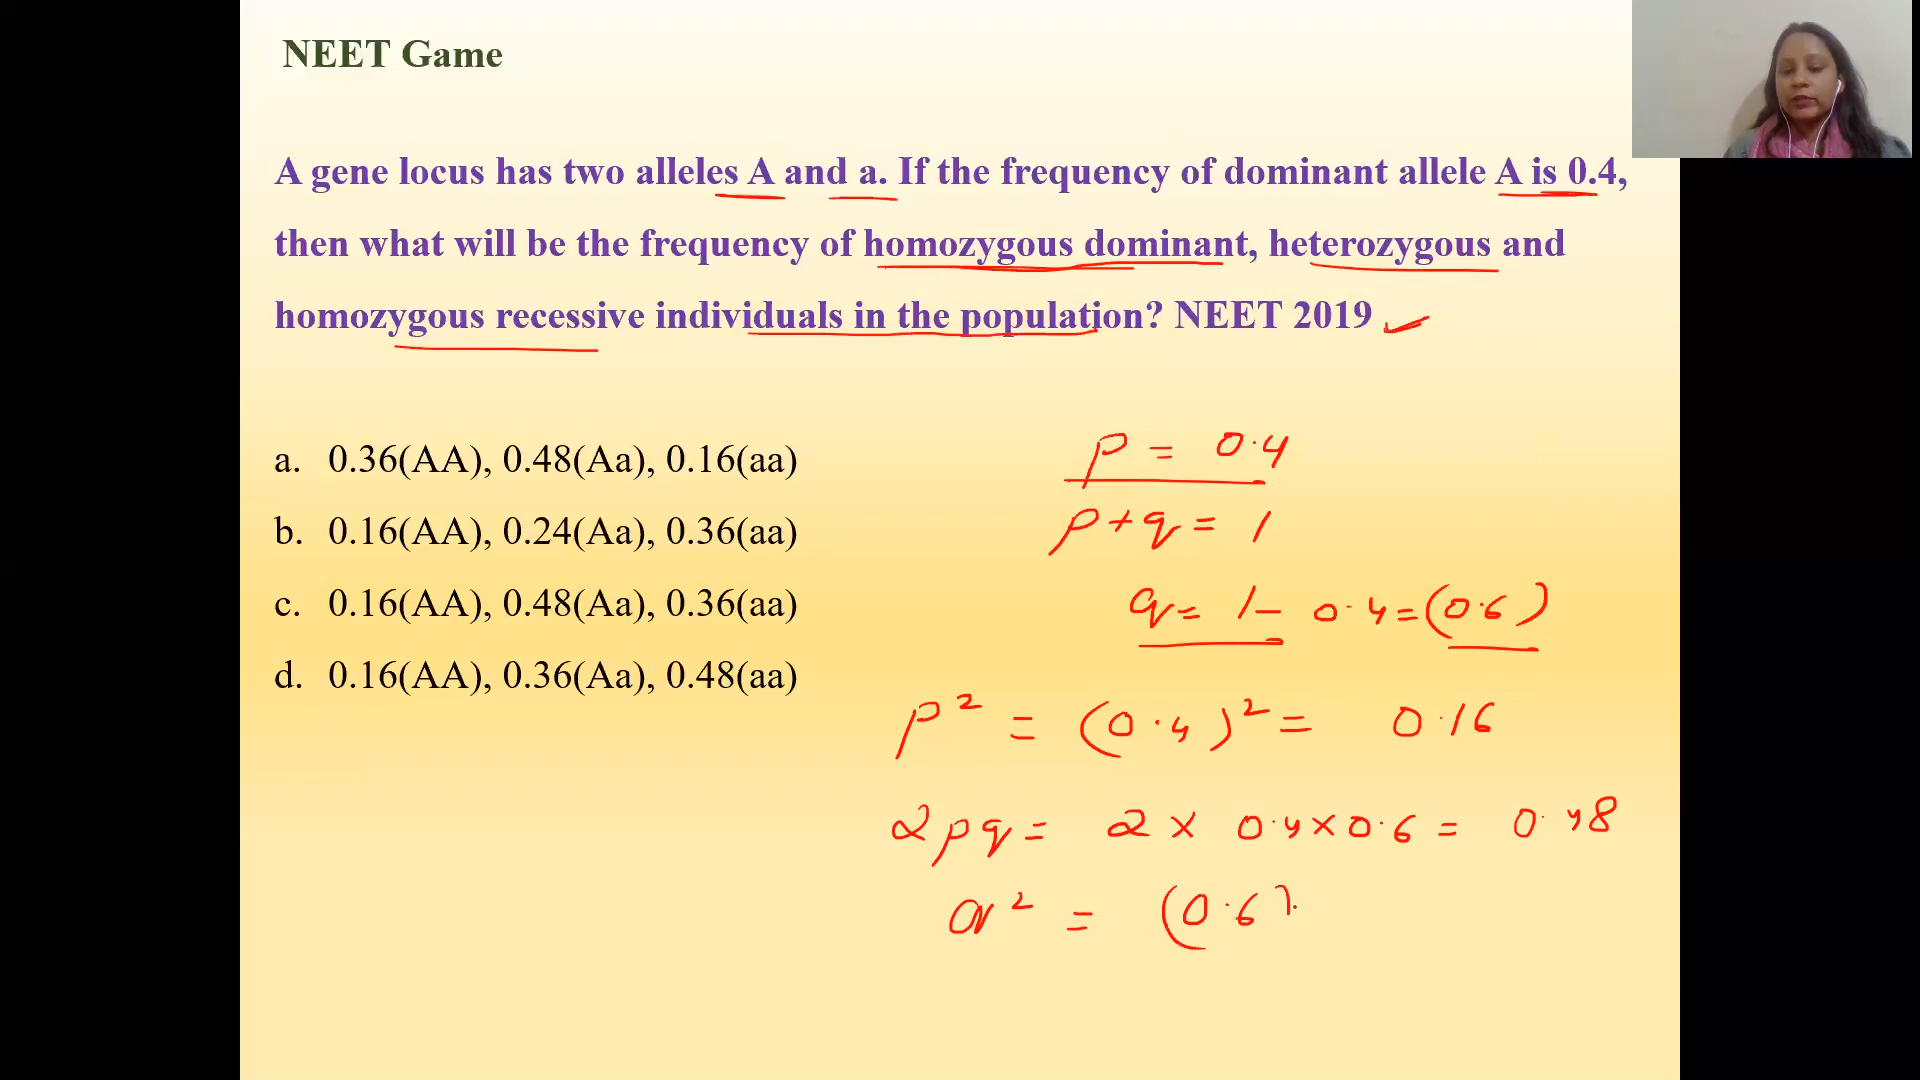 NEET Game
A gene locus has two alleles A and a. If the frequency of dominant allele A is 0.4,
then what will be the frequency of homozygous dominant, heterozygous and
homozygous recessive individuals in the population? NEET 2019
a. 0.36(AA), 0.48(Aa), 0.16(aa)
b. 0.16(AA), 0.24(Aa), 0.36(aa)
c. 0.16(AA), 0.48(Aa), 0.36(aa)
d. 0.16(AA), 0.36(Aa), 0.48(aa)
p = 0.4
p + q = 1
q = 1 - 0.4 = (0.6)
p² = (0.4)² = 0.16
2pq = 2 × 0.4 × 0.6 = 0.48
q² = (0.6)